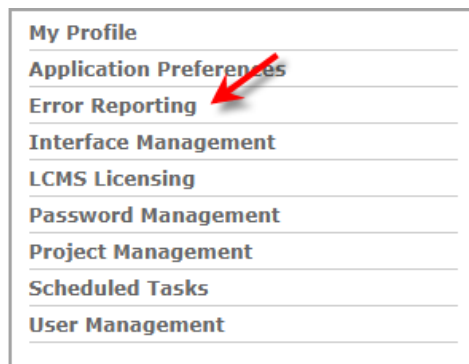 My Profile
Application Preferences
Error Reporting
Interface Management
LCMS Licensing
Password Management
Project Management
Scheduled Tasks
User Management